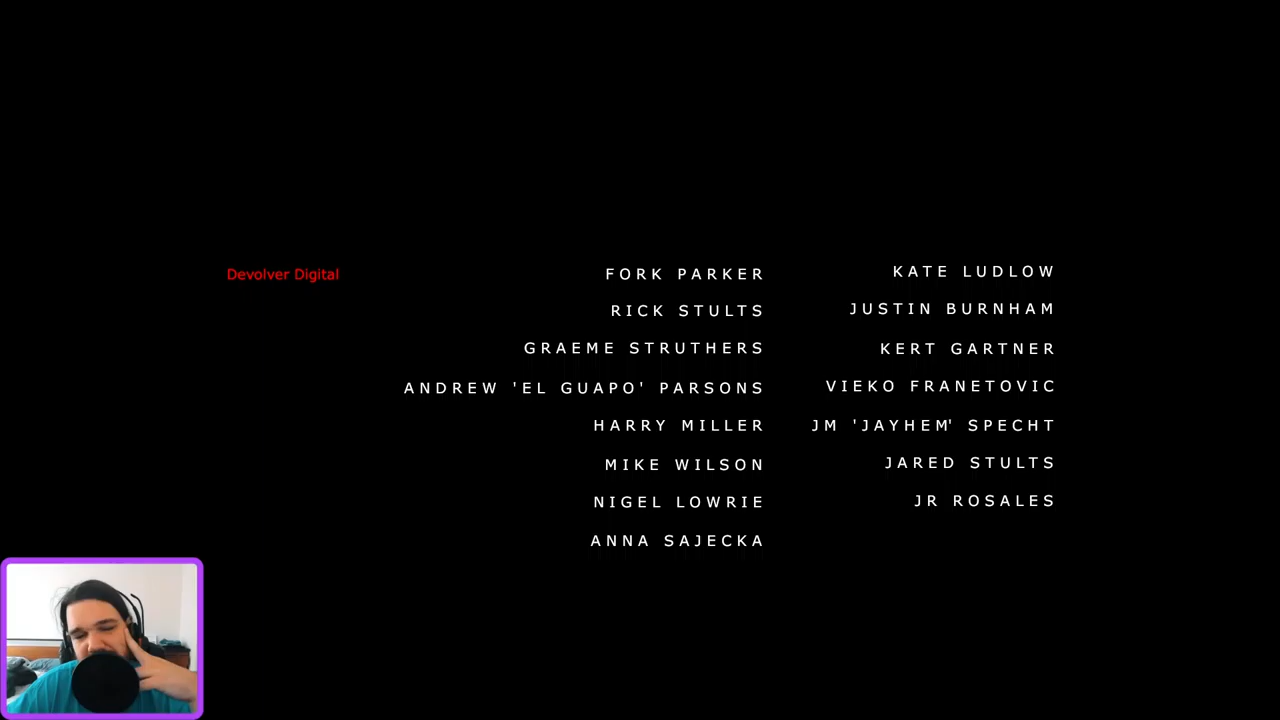 Devolver Digital
FORK PARKER
RICK STULTS
GRAEME STRUTHERS
ANDREW 'EL GUAPO' PARSONS
HARRY MILLER
MIKE WILSON
NIGEL LOWRIE
ANNA SAJECKA
KATE LUDLOW
JUSTIN BURNHAM
KERT GARTNER
VIEKO FRANETOVIC
JM 'JAYHEM' SPECHT
JARED STULTS
JR ROSALES